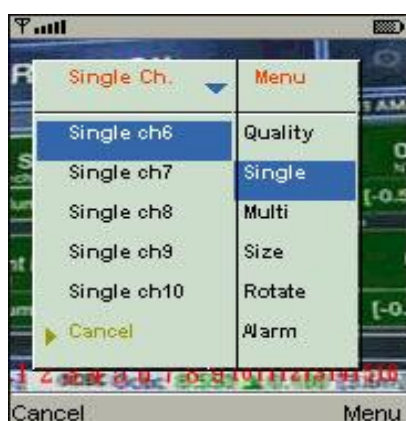 Single Ch.
Menu
Single ch6
Single ch7
Single ch8
Single ch9
Single ch10
Cancel
Quality
Single
Multi
Size
Rotate
Alarm
Cancel
Menu